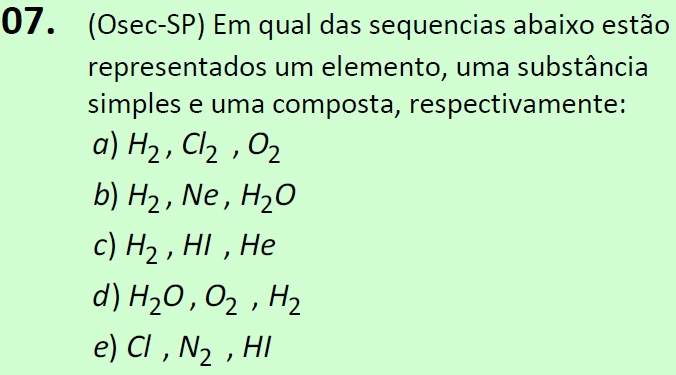 07. (Osec-SP) Em qual das sequencias abaixo estão
representados um elemento, uma substância
simples e uma composta, respectivamente:
a) H₂ , Cl₂ , O₂
b) H₂ , Ne , H₂O
c) H₂ , HI , He
d) H₂O , O₂ , H₂
e) Cl , N₂ , HI